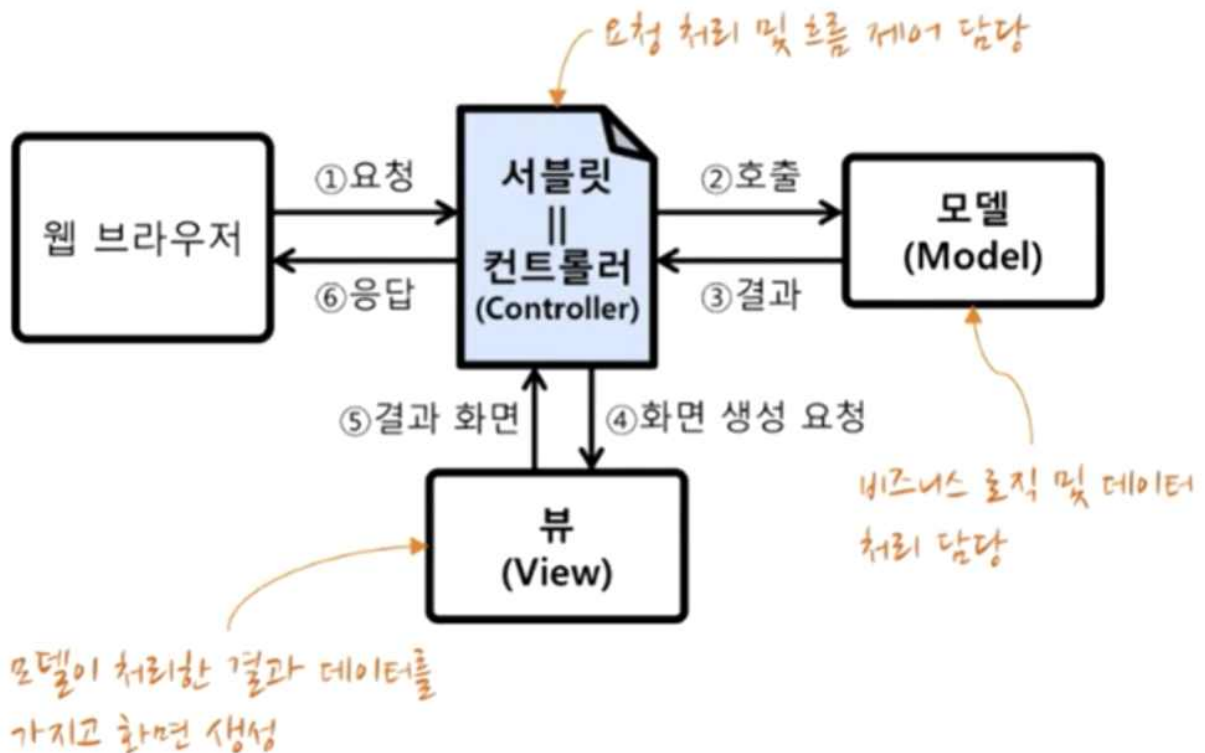 요청 처리 및 흐름 제어 담당
웹 브라우저
①요청
⑥응답
서블릿
||
컨트롤러
(Controller)
②호출
③결과
모델
(Model)
⑤결과 화면
④화면 생성 요청
뷰
(View)
비즈니스 로직 및 데이터
처리 담당
모델이 처리한 결과 데이터를
가지고 화면 생성